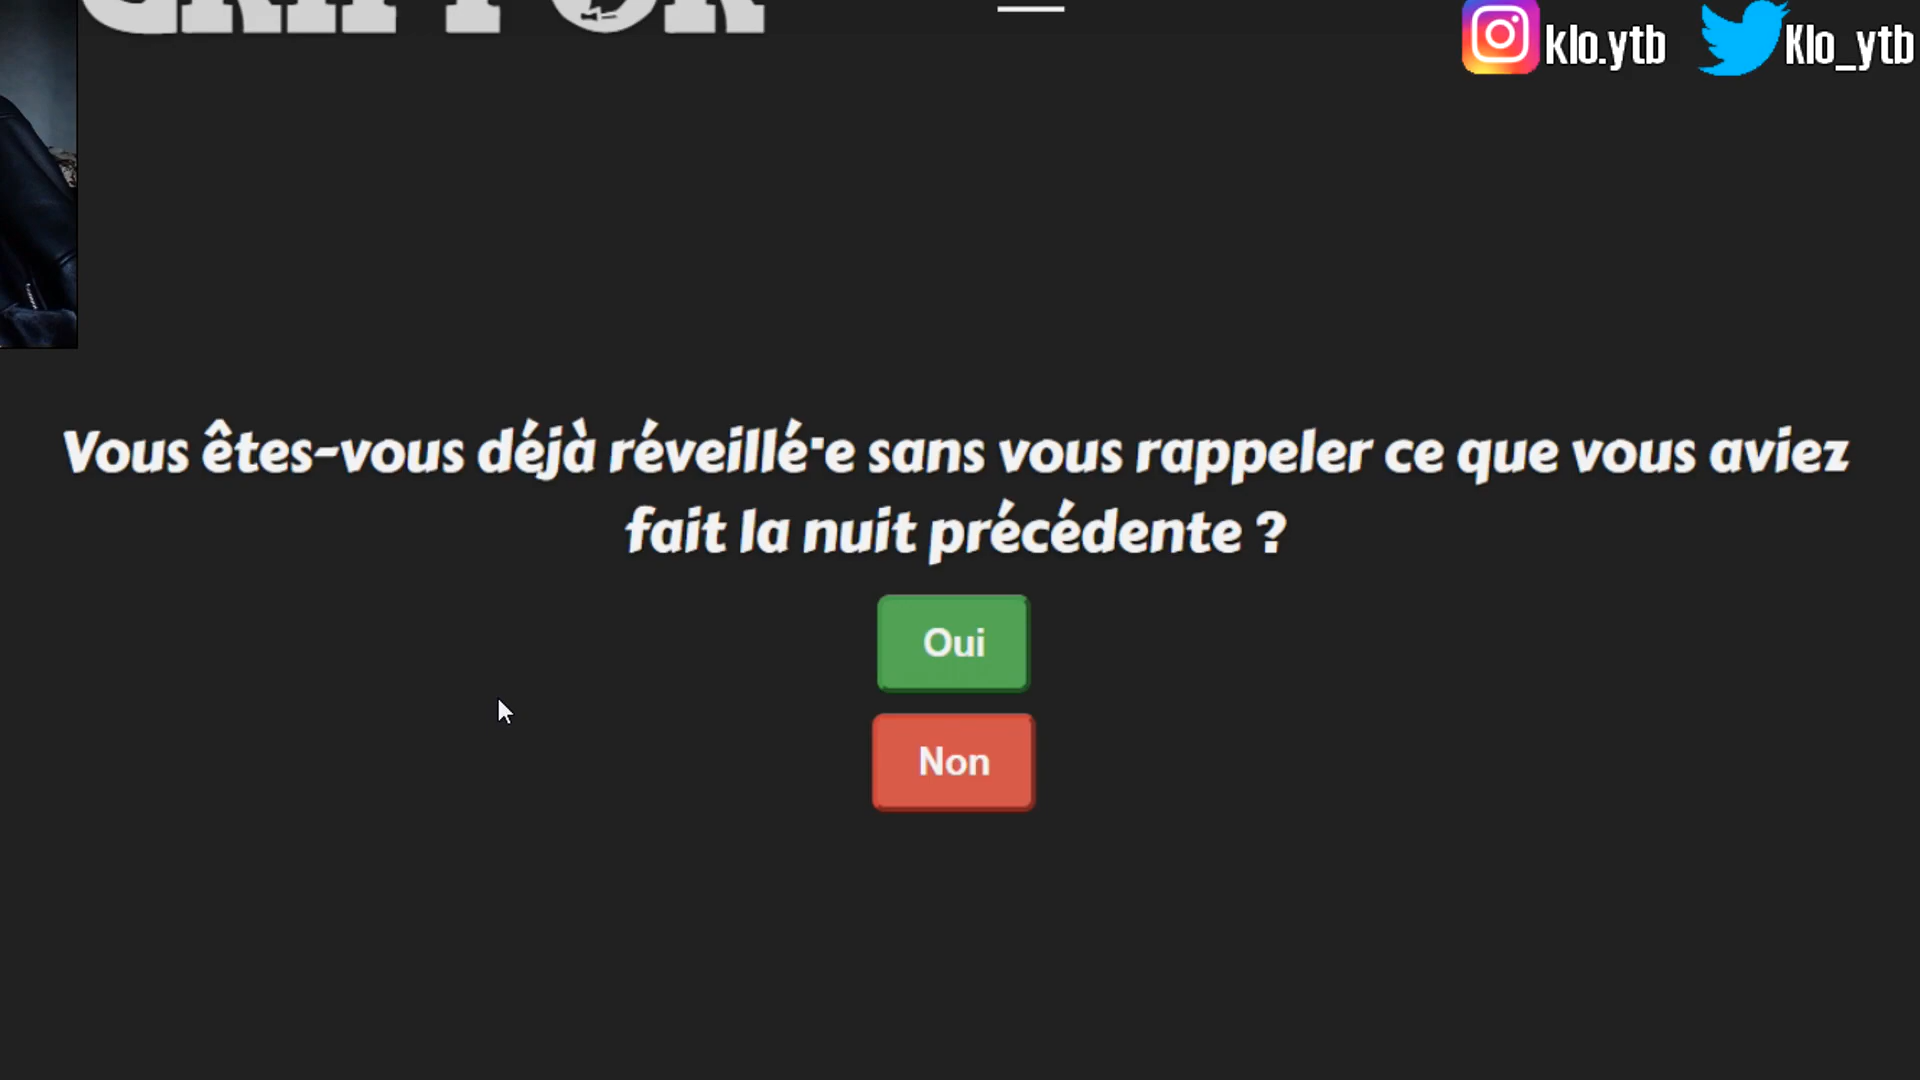 klo.ytb
Klo_ytb
Vous êtes-vous déjà réveillé·e sans vous rappeler ce que vous aviez
fait la nuit précédente ?
Oui
Non